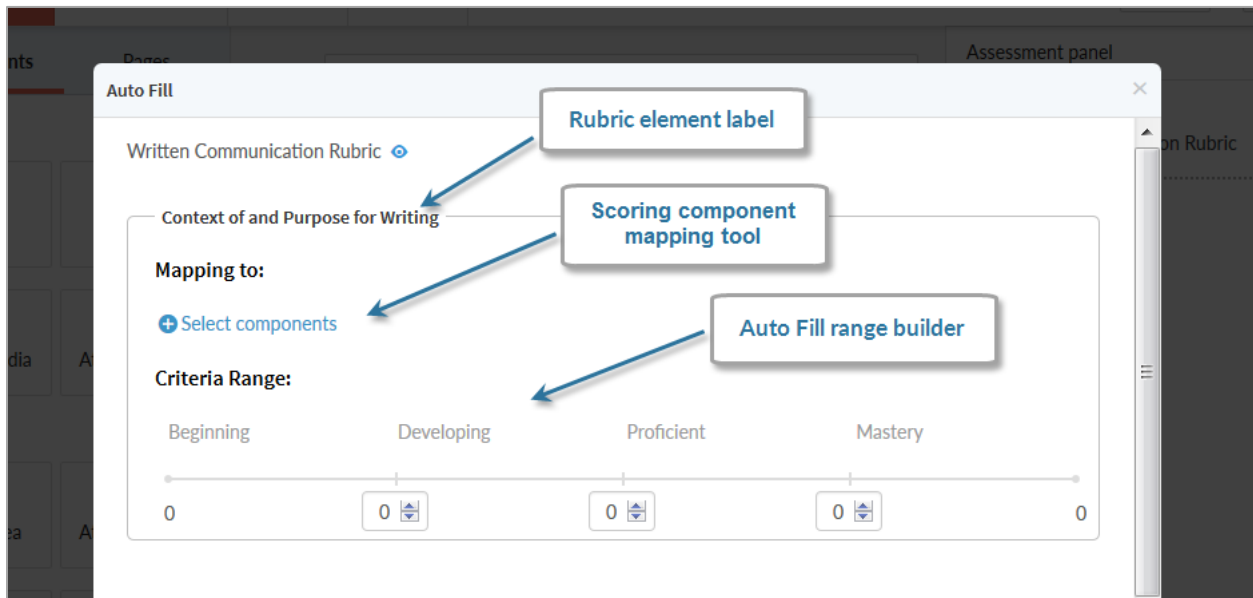 nts
Pages
Assessment panel
Auto Fill
Rubric element label
Written Communication Rubric
on Rubric
Context of and Purpose for Writing
Scoring component
mapping tool
Mapping to:
Select components
Auto Fill range builder
dia
A
Criteria Range:
Beginning
Developing
Proficient
Mastery
0
0
0
0
0
ea
A